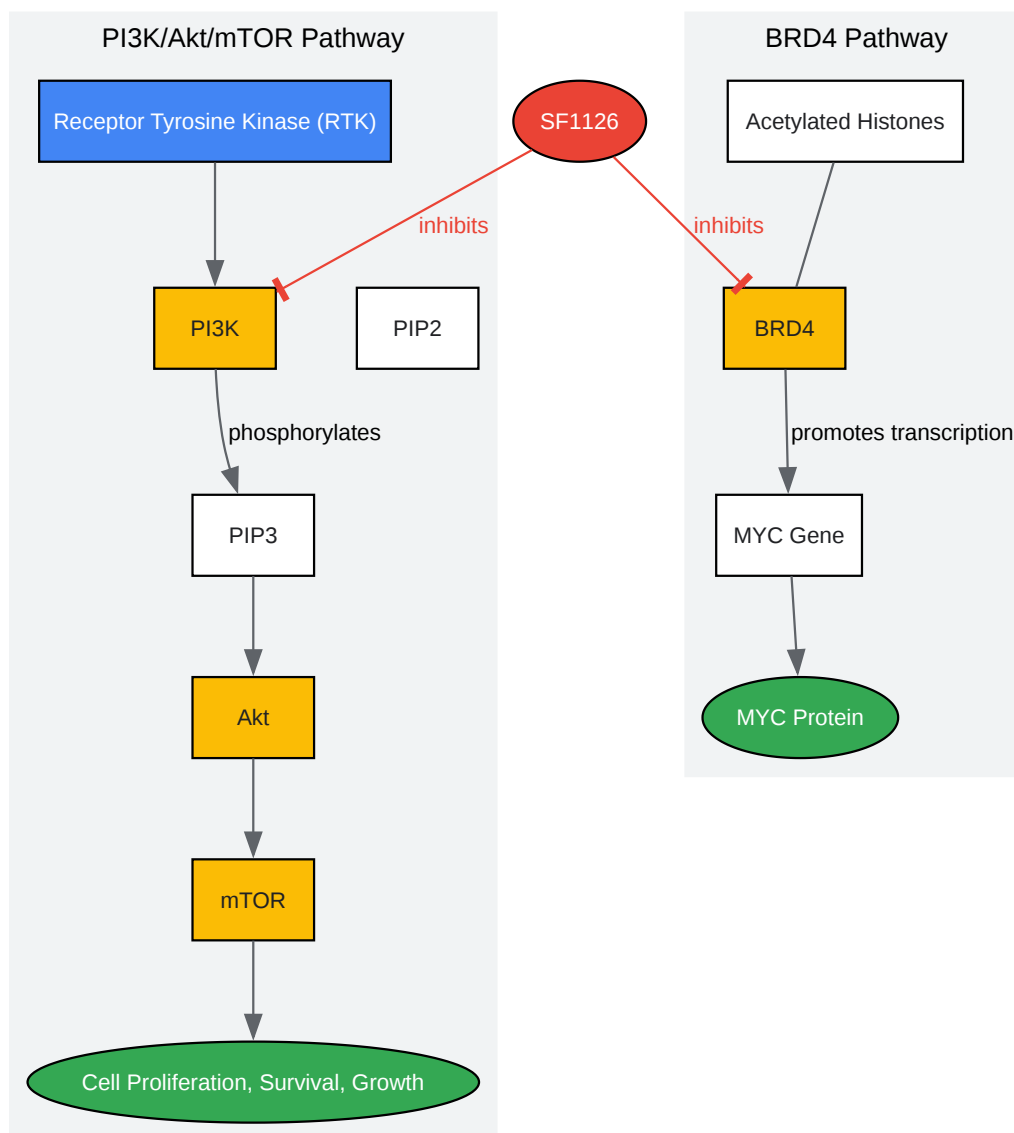 PI3K/Akt/mTOR Pathway
BRD4 Pathway
Receptor Tyrosine Kinase (RTK)
SF1126
Acetylated Histones
inhibits
inhibits
PI3K
PIP2
BRD4
phosphorylates
promotes transcription
PIP3
MYC Gene
Akt
MYC Protein
mTOR
Cell Proliferation, Survival, Growth